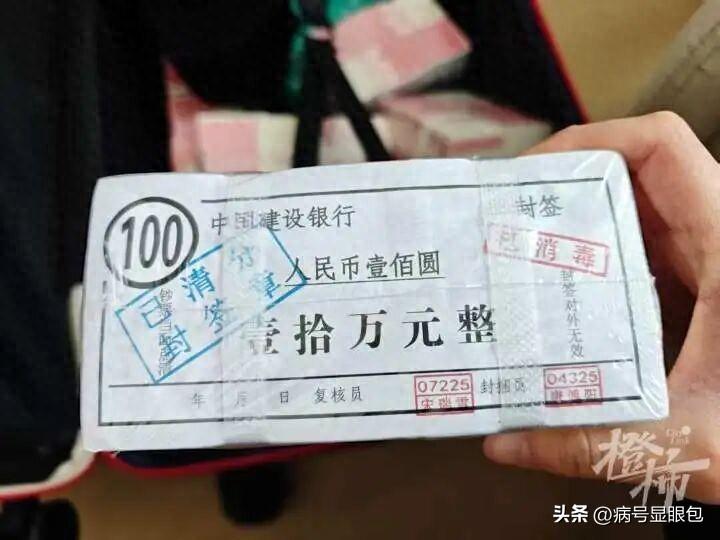 100
中国建设银行
封签
已消毒
人民币壹佰圆
已清分
壹拾万元整
封签对外无效
年 月 日 复核员
07225
封捆员
04325
橙柿
头条 @病号显眼包